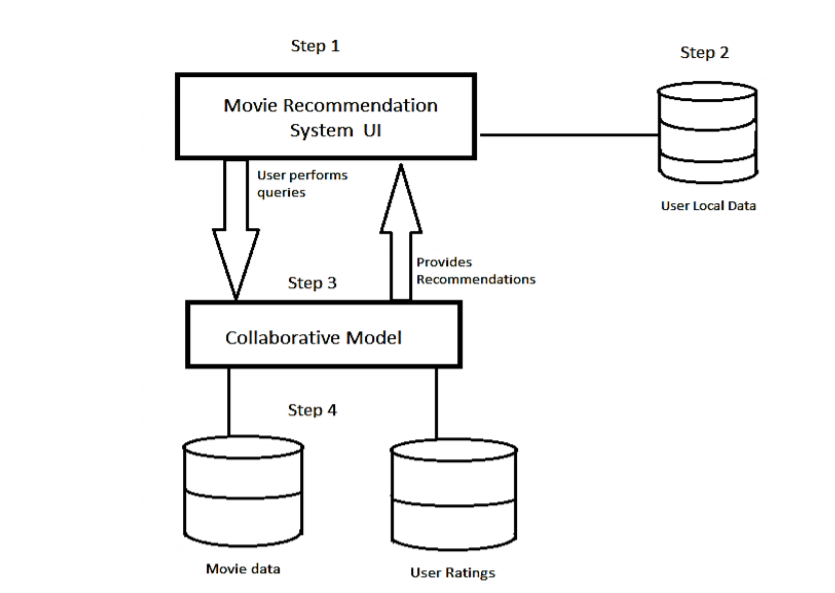 Step 1
Step 2
Movie Recommendation
System UI
User Local Data
User performs
queries
Provides
Recommendations
Step 3
Collaborative Model
Step 4
Movie data
User Ratings